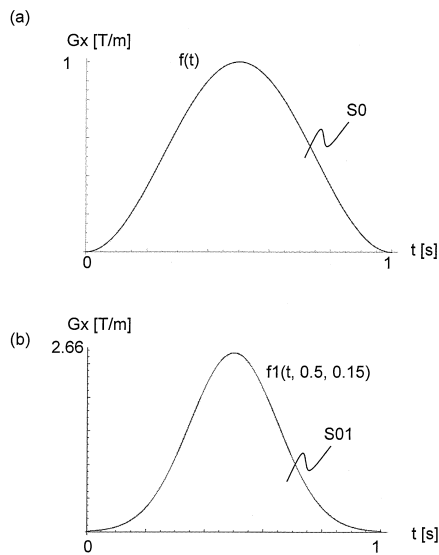 (a)
Gx [T/m]
1
f(t)
S0
0
1
t [s]
(b)
Gx [T/m]
2.66
f1(t, 0.5, 0.15)
S01
0
1
t [s]